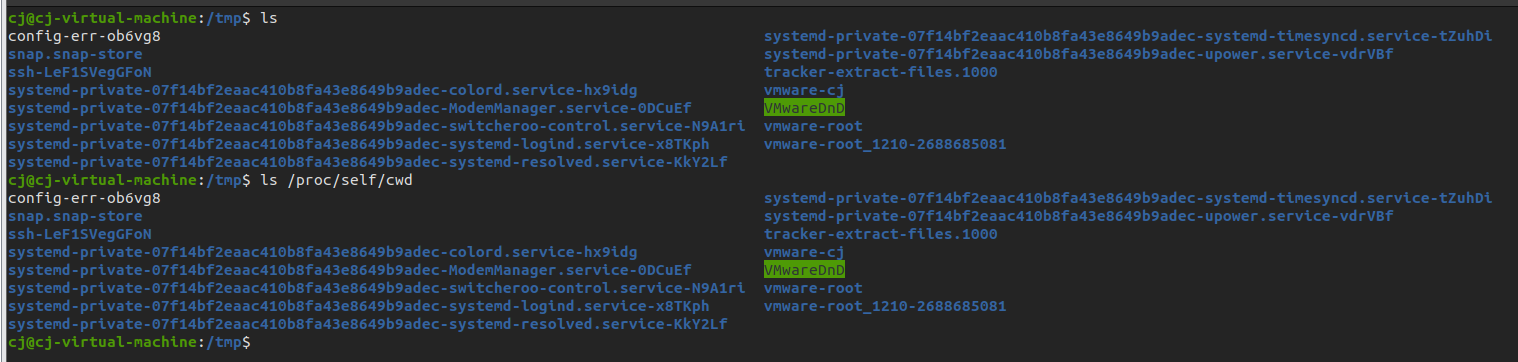 cj@cj-virtual-machine:/tmp$ ls
config-err-ob6vg8 systemd-private-07f14bf2eaac410b8fa43e8649b9adec-systemd-timesyncd.service-tZuhDi
snap.snap-store systemd-private-07f14bf2eaac410b8fa43e8649b9adec-upower.service-vdrVBf
ssh-LeF1SVegGFoN tracker-extract-files.1000
systemd-private-07f14bf2eaac410b8fa43e8649b9adec-colord.service-hx9idg vmware-cj
systemd-private-07f14bf2eaac410b8fa43e8649b9adec-ModemManager.service-0DCuEf VMwareDnD
systemd-private-07f14bf2eaac410b8fa43e8649b9adec-switcheroo-control.service-N9A1ri vmware-root
systemd-private-07f14bf2eaac410b8fa43e8649b9adec-systemd-logind.service-x8TKph vmware-root_1210-2688685081
systemd-private-07f14bf2eaac410b8fa43e8649b9adec-systemd-resolved.service-KkY2Lf
cj@cj-virtual-machine:/tmp$ ls /proc/self/cwd
config-err-ob6vg8 systemd-private-07f14bf2eaac410b8fa43e8649b9adec-systemd-timesyncd.service-tZuhDi
snap.snap-store systemd-private-07f14bf2eaac410b8fa43e8649b9adec-upower.service-vdrVBf
ssh-LeF1SVegGFoN tracker-extract-files.1000
systemd-private-07f14bf2eaac410b8fa43e8649b9adec-colord.service-hx9idg vmware-cj
systemd-private-07f14bf2eaac410b8fa43e8649b9adec-ModemManager.service-0DCuEf VMwareDnD
systemd-private-07f14bf2eaac410b8fa43e8649b9adec-switcheroo-control.service-N9A1ri vmware-root
systemd-private-07f14bf2eaac410b8fa43e8649b9adec-systemd-logind.service-x8TKph vmware-root_1210-2688685081
systemd-private-07f14bf2eaac410b8fa43e8649b9adec-systemd-resolved.service-KkY2Lf
cj@cj-virtual-machine:/tmp$